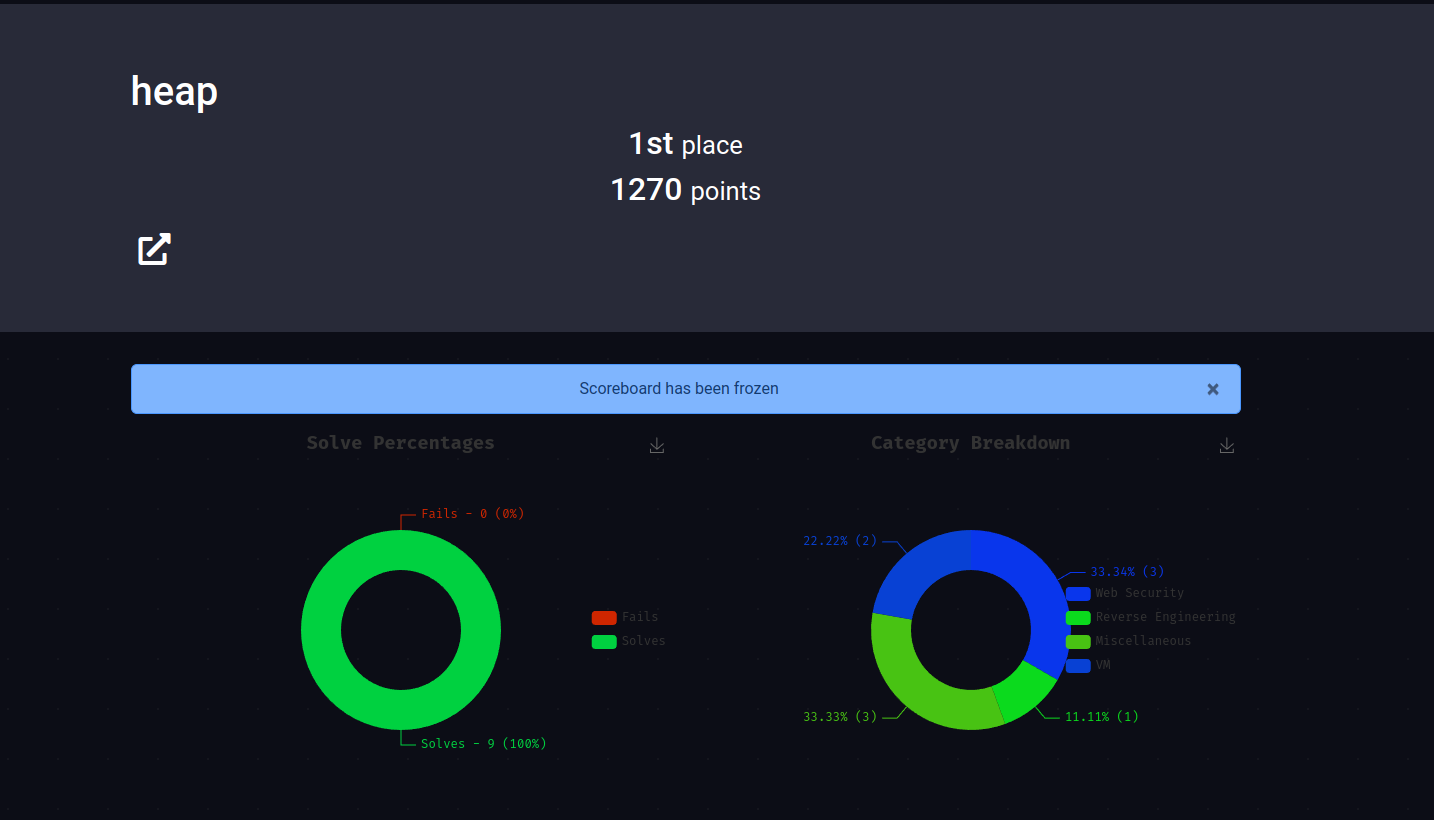 heap
1st place
1270 points
Scoreboard has been frozen ×
Solve Percentages
Fails - 0 (0%)
Fails
Solves
Solves - 9 (100%)
Category Breakdown
22.22% (2)
33.34% (3)
Web Security
Reverse Engineering
Miscellaneous
VM
33.33% (3)
11.11% (1)